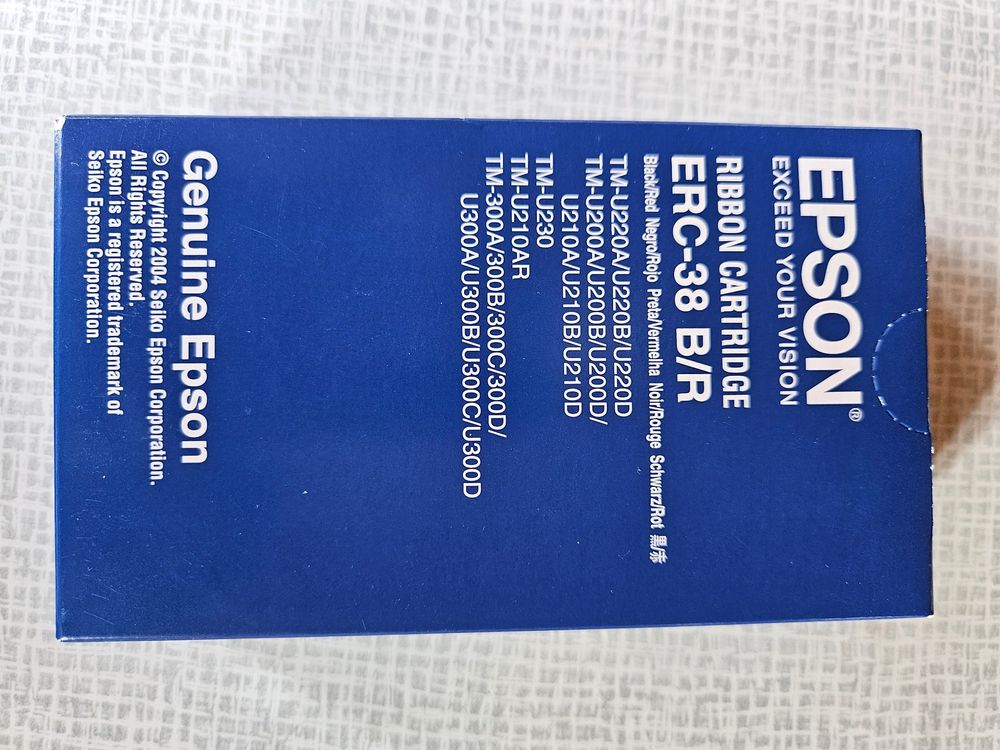 EPSON®
EXCEED YOUR VISION
RIBBON CARTRIDGE
ERC-38 B/R
Black/Red Negro/Rojo Preta/Vermelha Noir/Rouge Schwarz/Rot 黒/赤
TM-U220A/U220B/U220D
TM-U200A/U200B/U200D/
U210A/U210B/U210D
TM-U230
TM-U210AR
TM-300A/300B/300C/300D/
U300A/U300B/U300C/U300D
Genuine Epson
© Copyright 2004 Seiko Epson Corporation.
All Rights Reserved.
Epson is a registered trademark of
Seiko Epson Corporation.